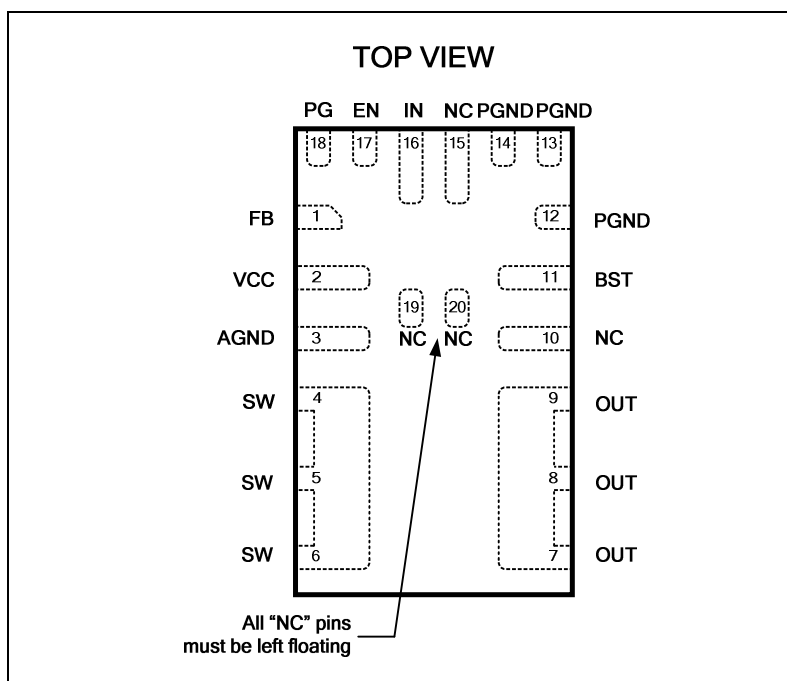 TOP VIEW
PG EN IN NC PGND PGND
18 17 16 15 14 13
FB 1 12 PGND
VCC 2 11 BST
19 20
AGND 3 NC NC 10 NC
SW 4 9 OUT
SW 5 8 OUT
SW 6 7 OUT
All “NC” pins
must be left floating